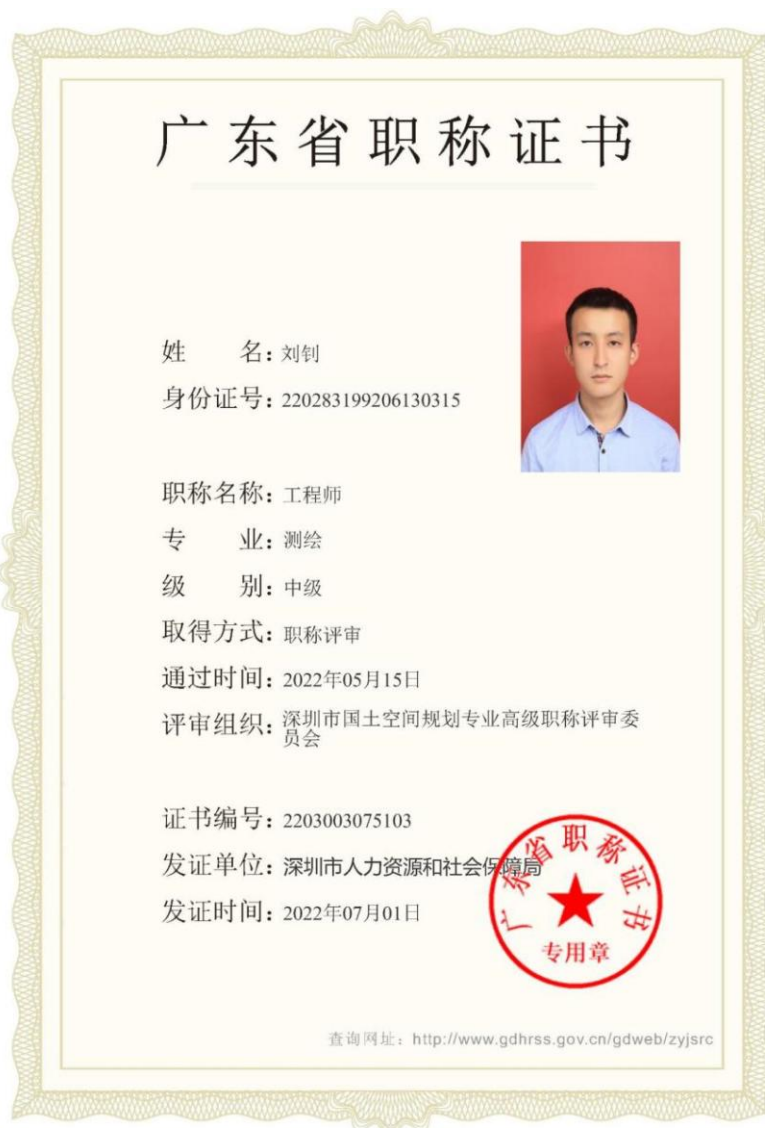 广东省职称证书
姓名：刘钊
身份证号：220283199206130315
职称名称：工程师
专业：测绘
级别：中级
取得方式：职称评审
通过时间：2022年05月15日
评审组织：深圳市国土空间规划专业高级职称评审委
员会
证书编号：2203003075103
发证单位：深圳市人力资源和社会保障局
发证时间：2022年07月01日
广东省职称证书
专用章
查询网址：http://www.gdhrss.gov.cn/gdweb/zyjsrc